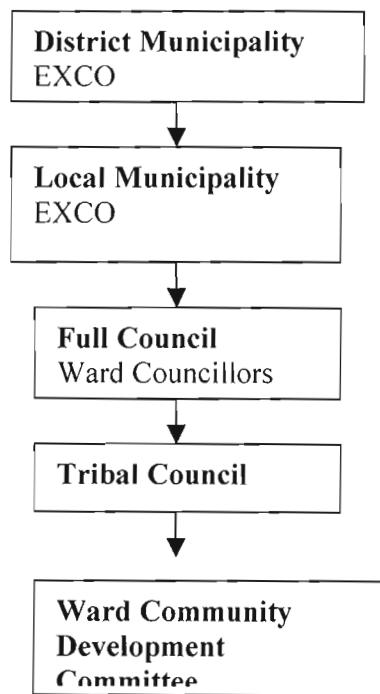 District Municipality
EXCO
Local Municipality
EXCO
Full Council
Ward Councillors
Tribal Council
Ward Community
Development
Committee